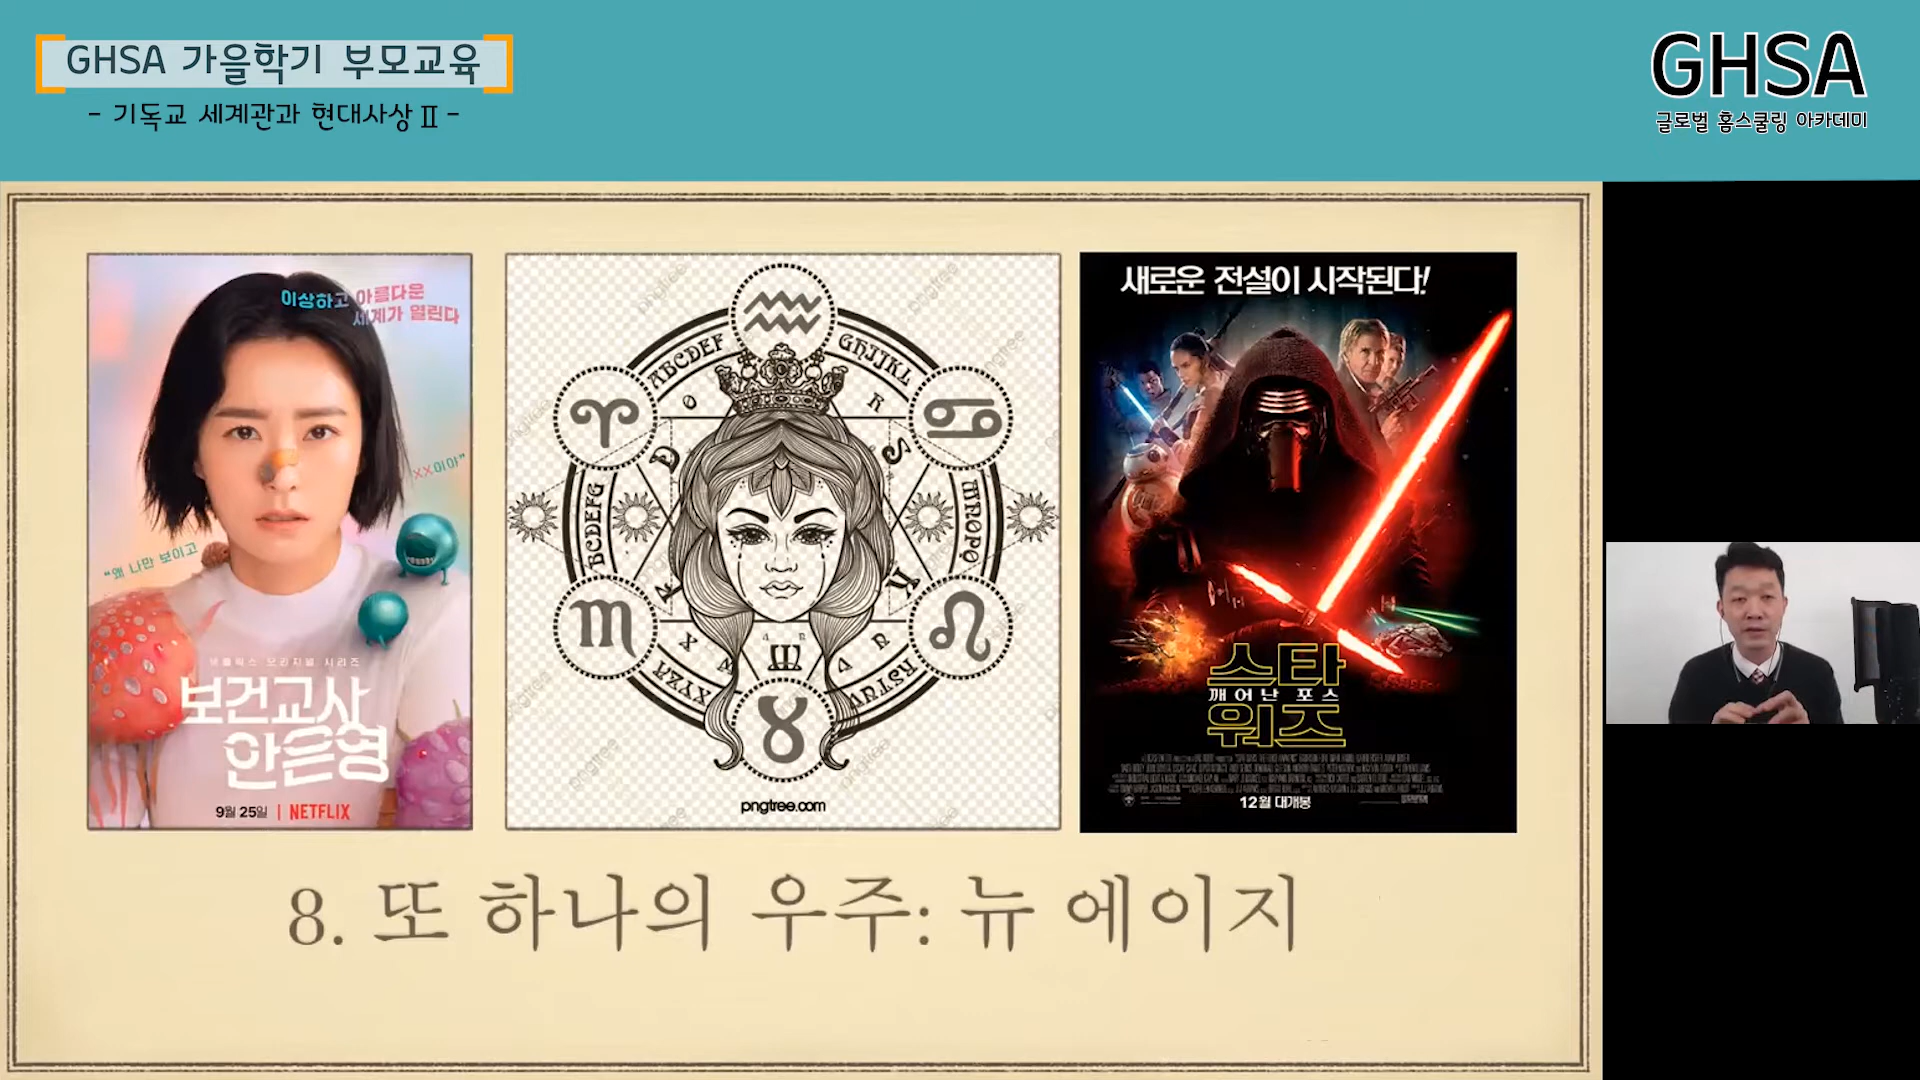 GHSA 가을학기 부모교육
- 기독교 세계관과 현대사상 Ⅱ -
GHSA
글로벌 홈스쿨링 아카데미
이상하고 아름다운
세계가 열린다
XX이야"
"왜 나만 보이고
넷플릭스 오리지널 시리즈
보건교사
안은영
9월 25일 | NETFLIX
ABCDEF
GHIJKL
BCDEFG
MNOPQ
pngtree.com
새로운 전설이 시작된다!
스타
깨어난 포스
워즈
12월 대개봉
8. 또 하나의 우주: 뉴 에이지